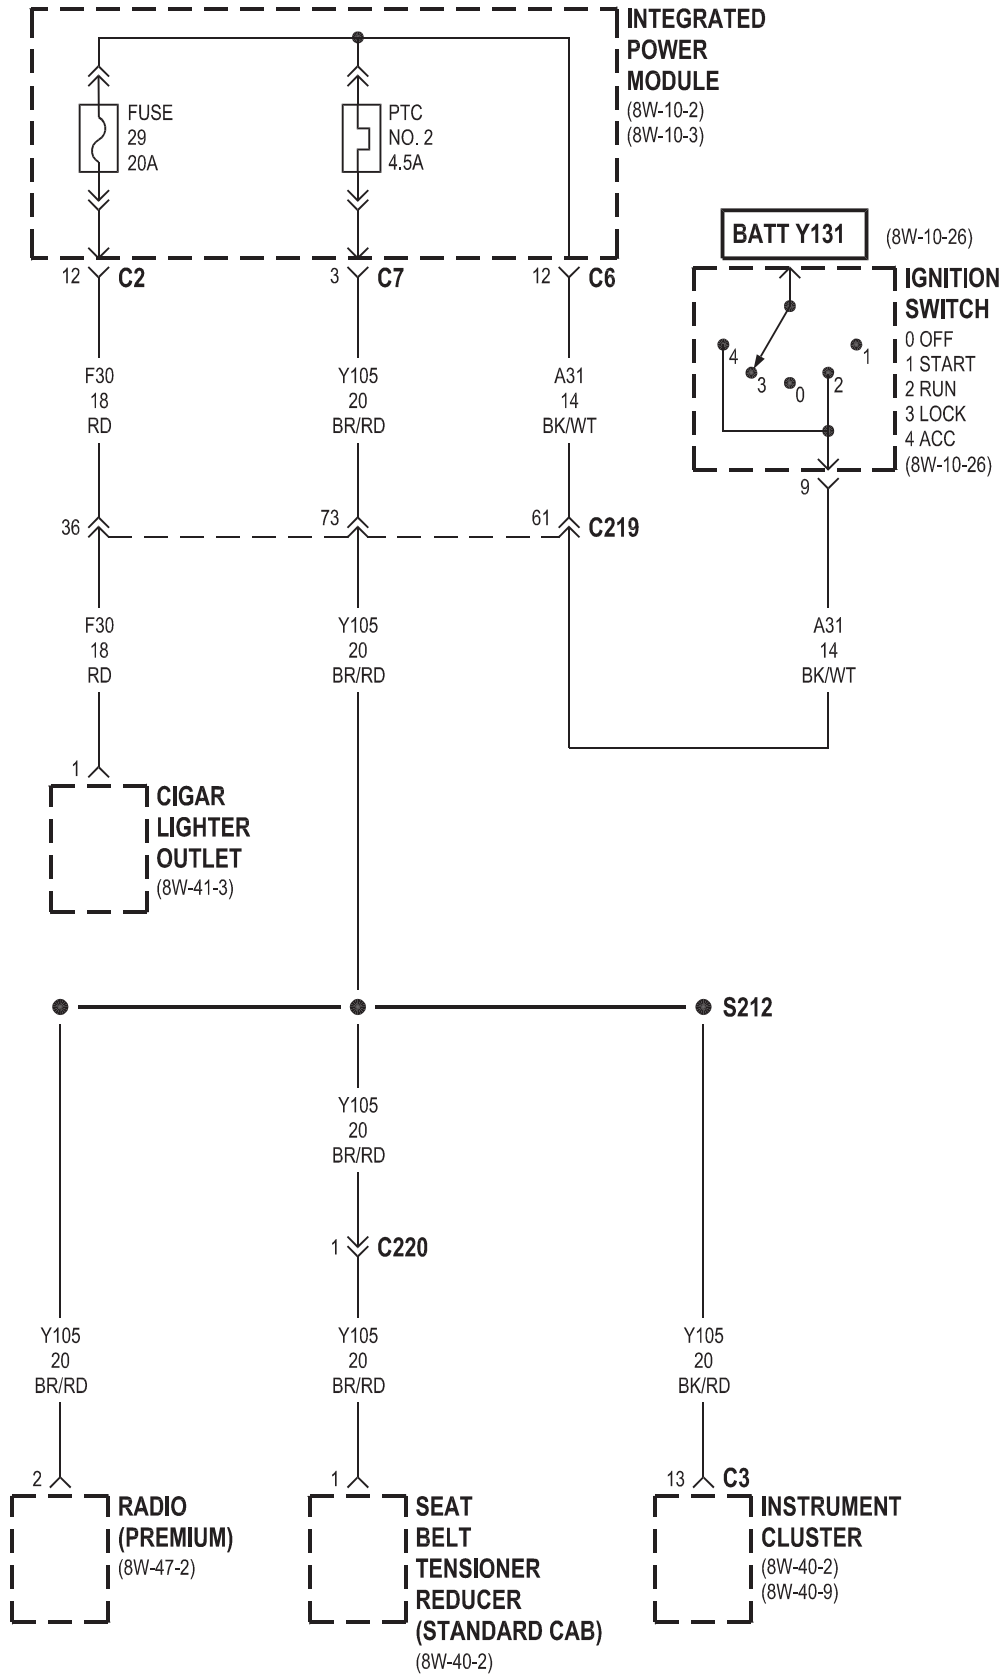 INTEGRATED
POWER
MODULE
(8W-10-2)
(8W-10-3)
FUSE
29
20A
PTC
NO. 2
4.5A
12
C2
3
C7
12
C6
BATT Y131
(8W-10-26)
IGNITION
SWITCH
0 OFF
1 START
2 RUN
3 LOCK
4 ACC
(8W-10-26)
4
3
0
2
1
9
F30
18
RD
Y105
20
BR/RD
A31
14
BK/WT
36
73
61
C219
F30
18
RD
Y105
20
BR/RD
A31
14
BK/WT
1
CIGAR
LIGHTER
OUTLET
(8W-41-3)
S212
Y105
20
BR/RD
1
C220
Y105
20
BR/RD
Y105
20
BR/RD
Y105
20
BK/RD
2
RADIO
(PREMIUM)
(8W-47-2)
1
SEAT
BELT
TENSIONER
REDUCER
(STANDARD CAB)
(8W-40-2)
13
C3
INSTRUMENT
CLUSTER
(8W-40-2)
(8W-40-9)